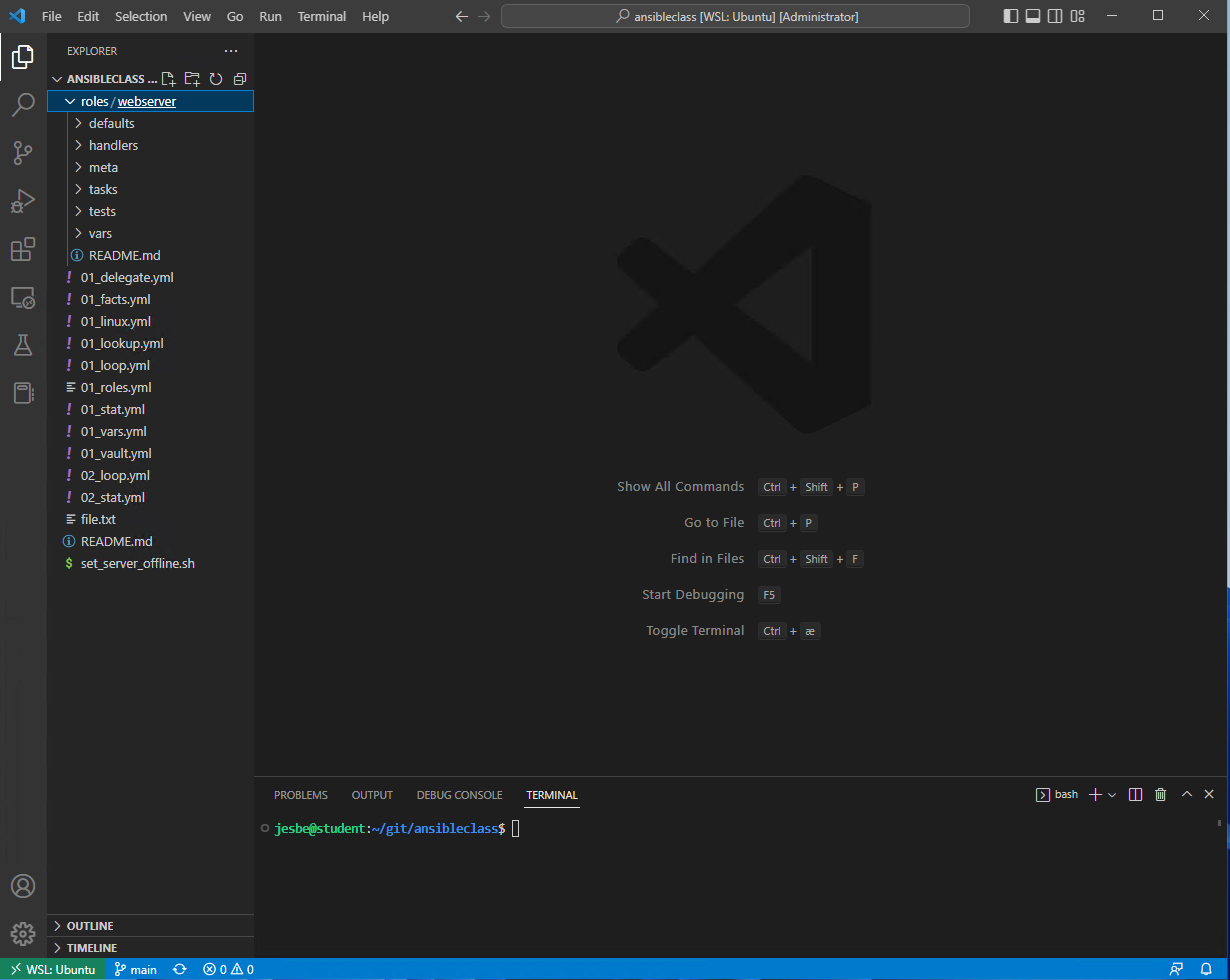 File Edit Selection View Go Run Terminal Help
ansibleclass [WSL: Ubuntu] [Administrator]
EXPLORER
ANSIBLECLASS ...
roles / webserver
defaults
handlers
meta
tasks
tests
vars
README.md
01_delegate.yml
01_facts.yml
01_linux.yml
01_lookup.yml
01_loop.yml
01_roles.yml
01_stat.yml
01_vars.yml
01_vault.yml
02_loop.yml
02_stat.yml
file.txt
README.md
$ set_server_offline.sh
Show All Commands Ctrl + Shift + P
Go to File Ctrl + P
Find in Files Ctrl + Shift + F
Start Debugging F5
Toggle Terminal Ctrl + æ
PROBLEMS OUTPUT DEBUG CONSOLE TERMINAL
bash
jesbe@student:~/git/ansibleclass$
OUTLINE
TIMELINE
WSL: Ubuntu main 0 0